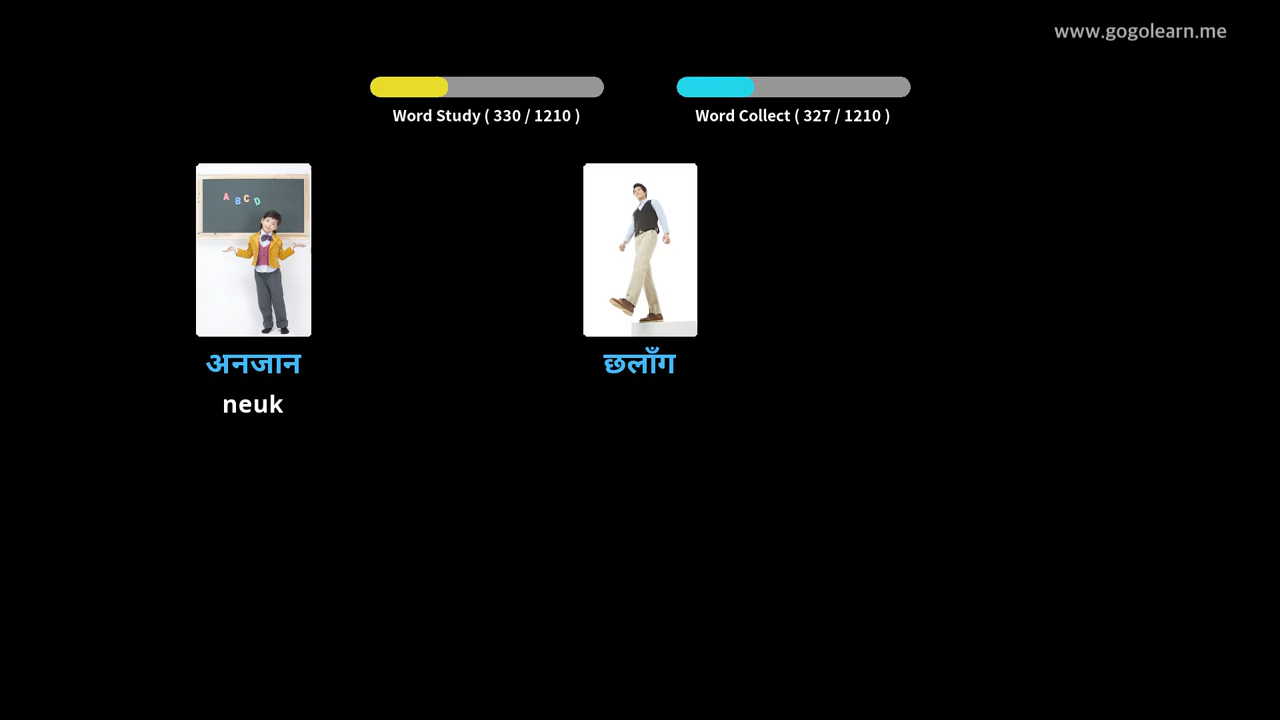 www.gogolearn.me
Word Study ( 330 / 1210 )
Word Collect ( 327 / 1210 )
A B C D
अनजान
छलाँग
neuk